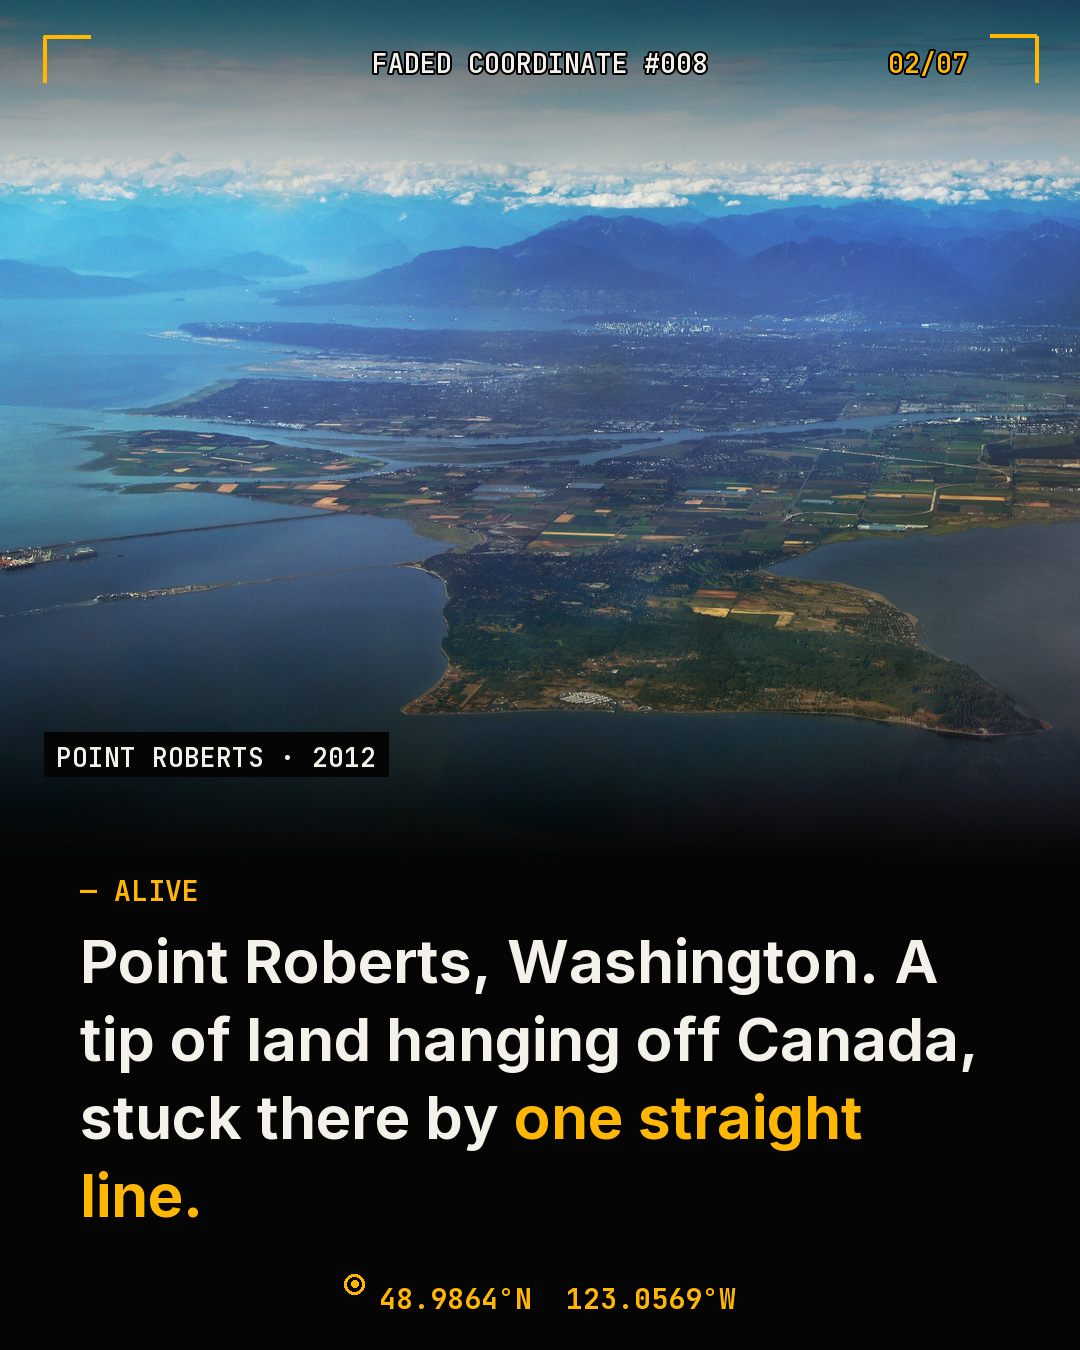 FADED COORDINATE #008
02/07
POINT ROBERTS · 2012
— ALIVE
Point Roberts, Washington. A
tip of land hanging off Canada,
stuck there by one straight
line.
48.9864°N 123.0569°W